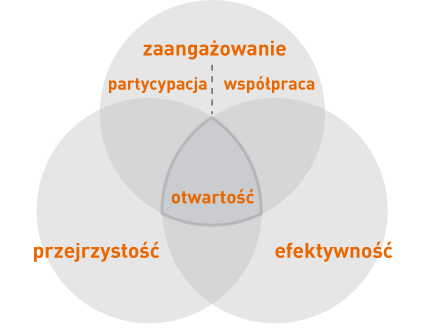 zaangażowanie
partycypacja współpraca
otwartość
przejrzystość efektywność